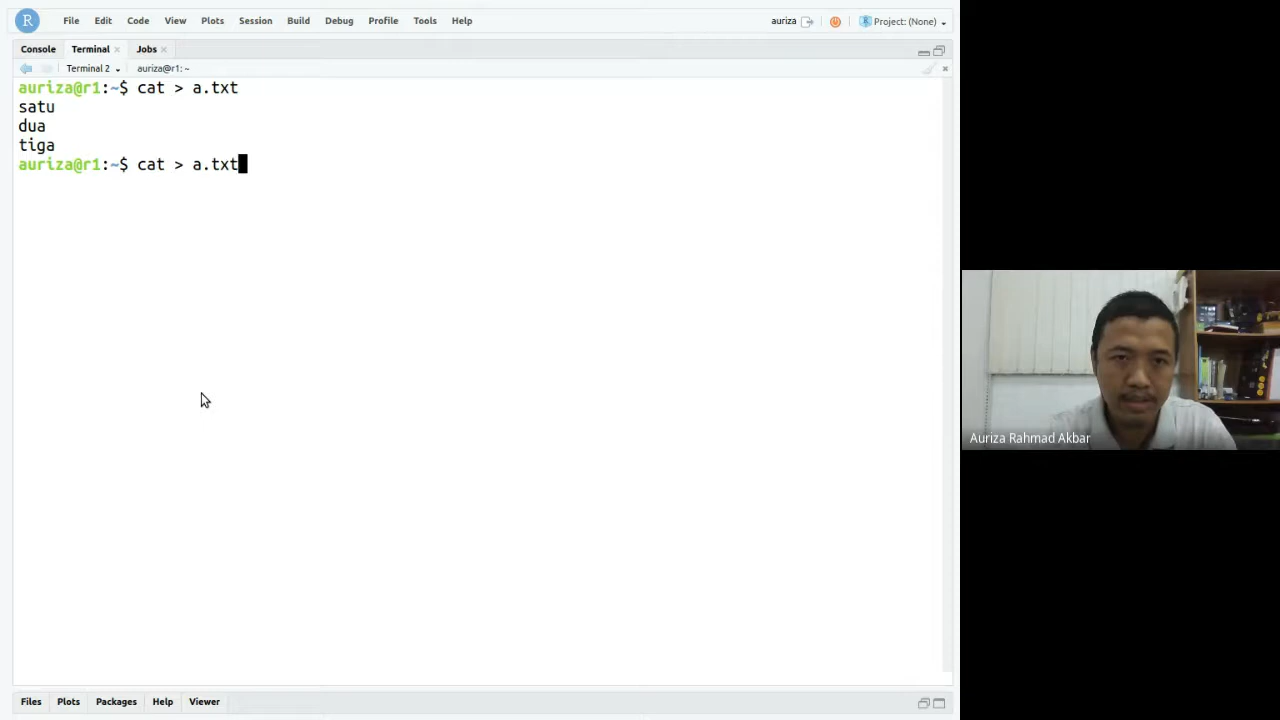 R File Edit Code View Plots Session Build Debug Profile Tools Help auriza R Project: (None)
Console Terminal Jobs
Terminal 2 auriza@r1: ~
auriza@r1:~$ cat > a.txt
satu
dua
tiga
auriza@r1:~$ cat > a.txt
Auriza Rahmad Akbar
Files Plots Packages Help Viewer